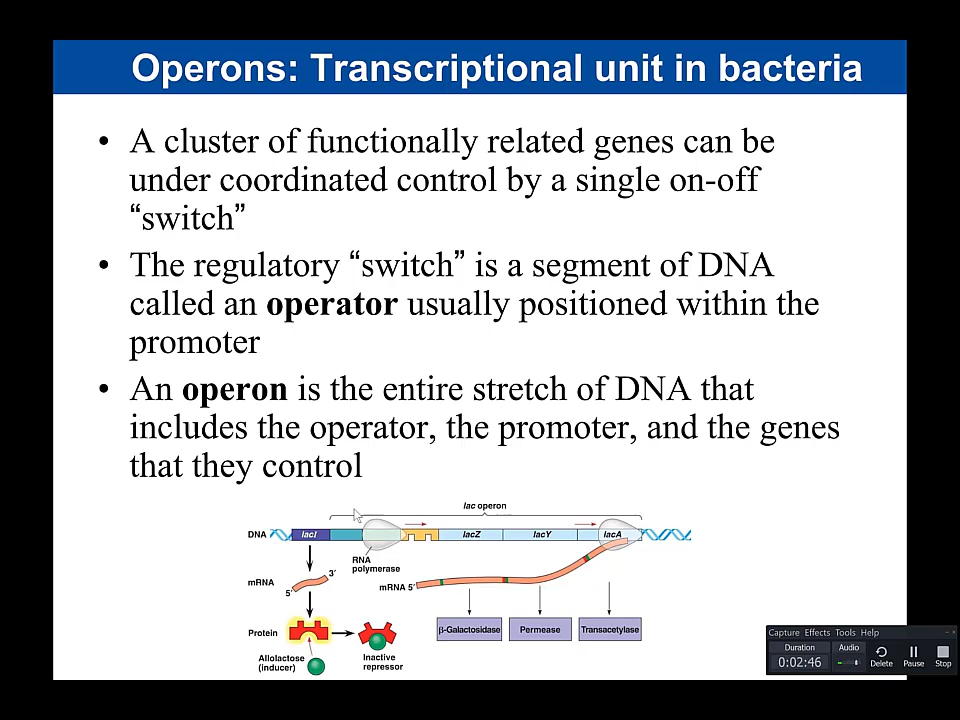 Operons: Transcriptional unit in bacteria
• A cluster of functionally related genes can be
under coordinated control by a single on-off
“switch”
• The regulatory “switch” is a segment of DNA
called an operator usually positioned within the
promoter
• An operon is the entire stretch of DNA that
includes the operator, the promoter, and the genes
that they control
lac operon
DNA
lacI
lacZ
lacY
lacA
RNA
polymerase
mRNA
3′
5′
mRNA 5′
Protein
β-Galactosidase
Permease
Transacetylase
Allolactose
(inducer)
Inactive
repressor
Capture Effects Tools Help
Duration
0:02:46
Audio
Delete
Pause
Stop